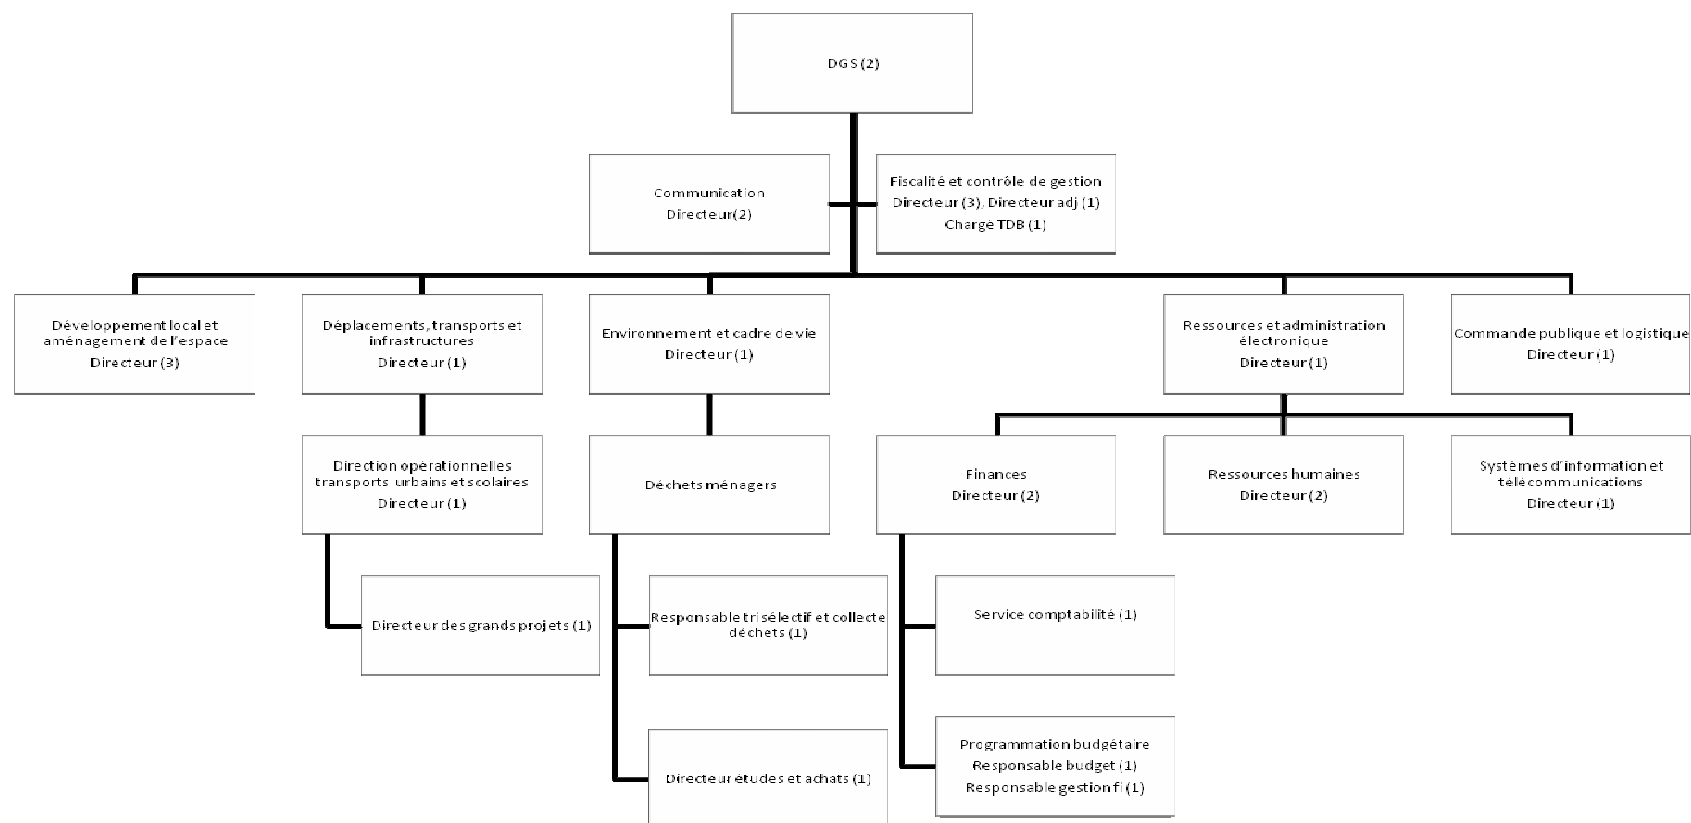 DGS (2)
Communication
Directeur(2)
Fiscalité et contrôle de gestion
Directeur (3), Directeur adj (1)
Chargé TDB (1)
Développement local et
aménagement de l'espace
Directeur (3)
Déplacements, transports et
infrastructures
Directeur (1)
Environnement et cadre de vie
Directeur (1)
Ressources et administration
électronique
Directeur (1)
Commande publique et logistique
Directeur (1)
Direction opérationnelles
transports urbains et scolaires
Directeur (1)
Déchets ménagers
Finances
Directeur (2)
Ressources humaines
Directeur (2)
Systèmes d'information et
télécommunications
Directeur (1)
Directeur des grands projets (1)
Responsable tri sélectif et collecte
déchets (1)
Service comptabilité (1)
Directeur études et achats (1)
Programmation budgétaire
Responsable budget (1)
Responsable gestion fi (1)